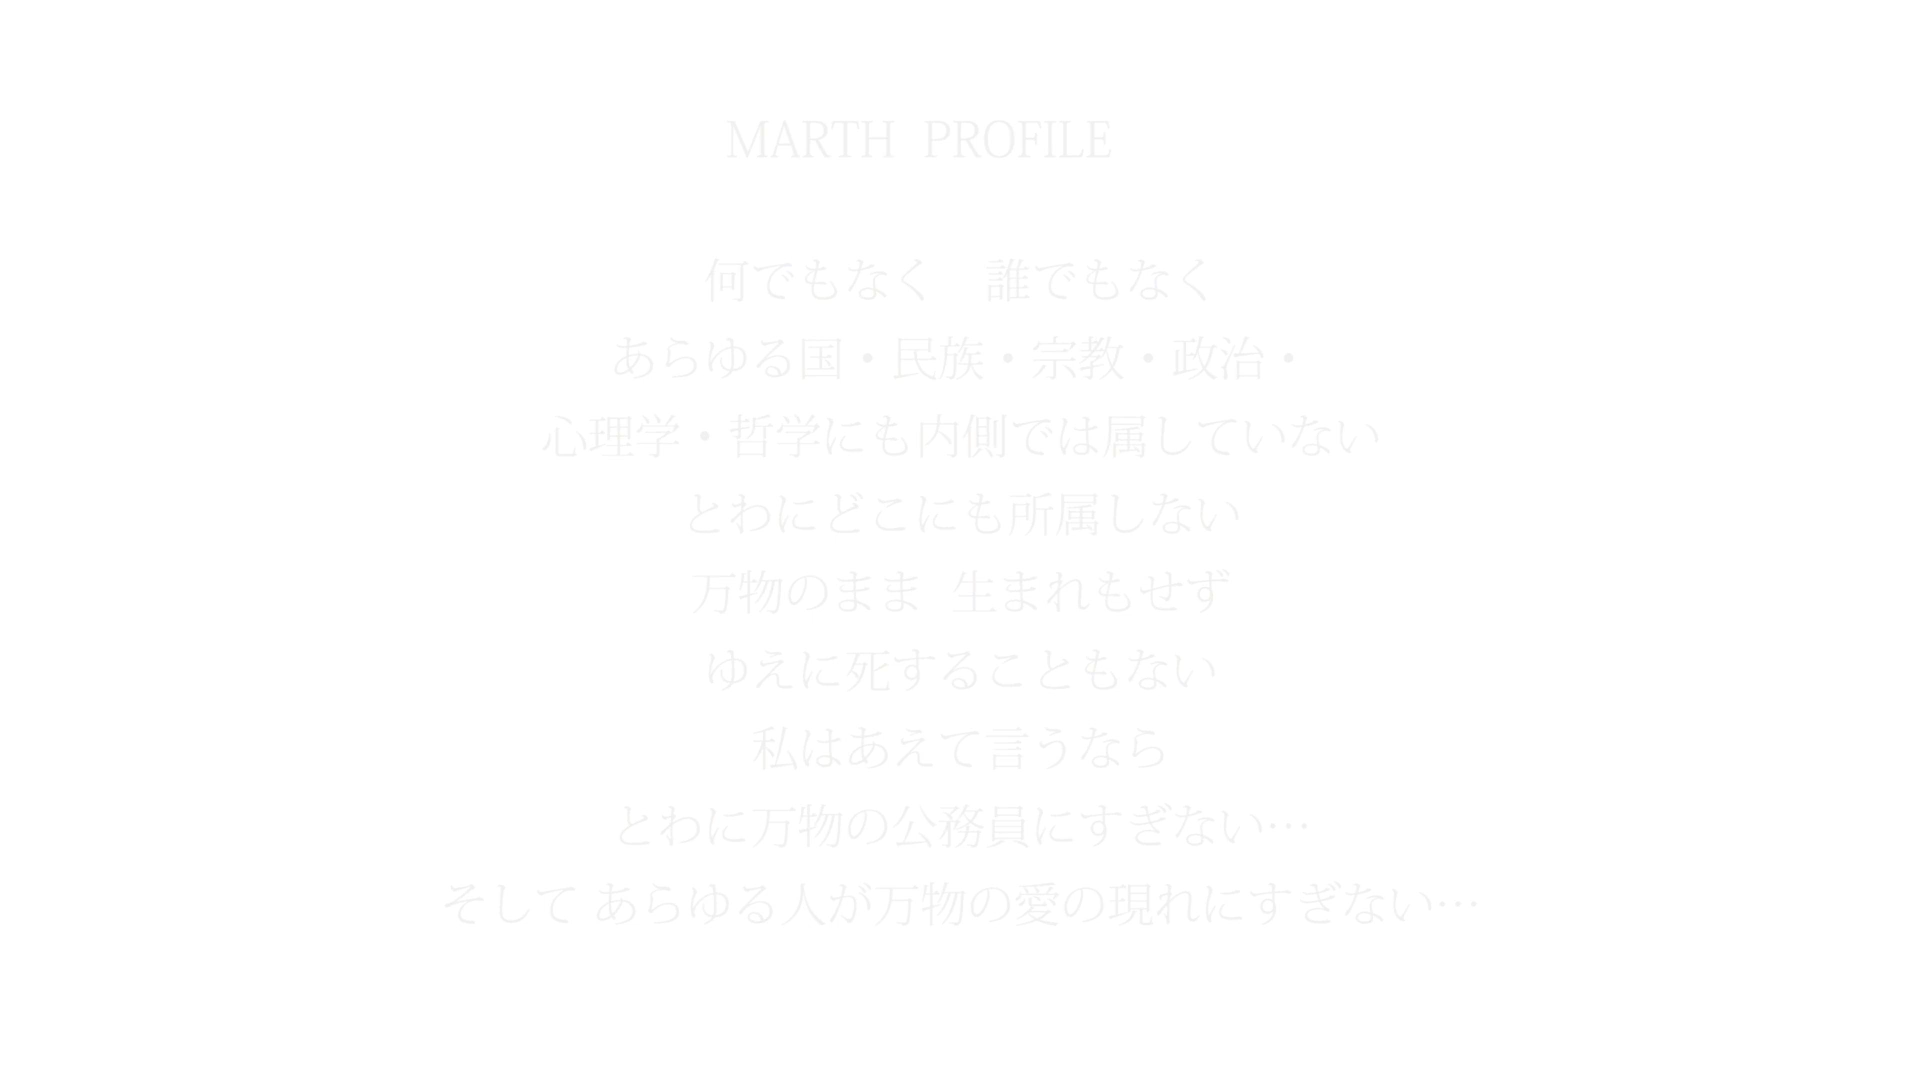 MARTH PROFILE
何でもなく　誰でもなく
あらゆる国・民族・宗教・政治・
心理学・哲学にも内側では属していない
とわにどこにも所属しない
万物のまま 生まれもせず
ゆえに死することもない
私はあえて言うなら
とわに万物の公務員にすぎない…
そして あらゆる人が万物の愛の現れにすぎない…